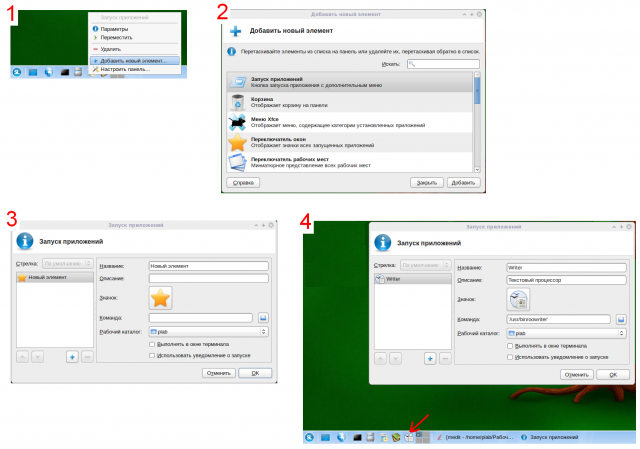 1
Запуск приложений
Параметры
Переместить
Удалить
Добавить новый элемент...
Настроить панель...
2
Добавить новый элемент
Добавить новый элемент
Перетаскивайте элементы из списка на панель или удаляйте их, перетаскивая обратно в список.
Искать:
Запуск приложений
Кнопка запуска приложения с дополнительным меню
Корзина
Отображает корзину на панели
Меню Xfce
Отображает меню, содержащее категории установленных приложений
Переключатель окон
Отображает значки всех запущенных приложений
Переключатель рабочих мест
Миниатюрное представление всех рабочих мест
Справка
Закрыть
Добавить
3
Запуск приложений
Запуск приложений
Стрелка: По умолчанию
Новый элемент
Название: Новый элемент
Описание
Значок:
Команда:
Рабочий каталог: piab
Выполнять в окне терминала
Использовать уведомление о запуске
Отменить
OK
4
Запуск приложений
Запуск приложений
Стрелка: По умолчанию
Writer
Название: Writer
Описание: Текстовый процессор
Значок:
Команда: '/usr/bin/oowriter'
Рабочий каталог: piab
Выполнять в окне терминала
Использовать уведомление о запуске
Отменить
OK
[medit - /home/piab/Рабоч...
Запуск приложений